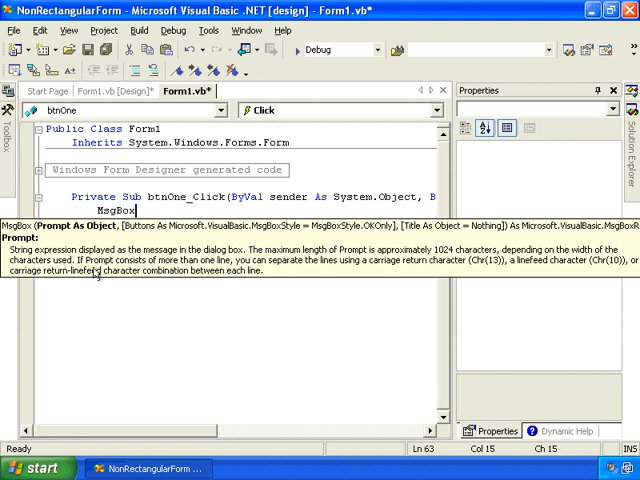 NonRectangularForm - Microsoft Visual Basic .NET [design] - Form1.vb*
File Edit View Project Build Debug Tools Window Help
Debug
Start Page Form1.vb [Design]* Form1.vb*
btnOne Click
Public Class Form1
Inherits System.Windows.Forms.Form
Windows Form Designer generated code
Private Sub btnOne_Click(ByVal sender As System.Object, B
MsgBox
MsgBox (Prompt As Object, [Buttons As Microsoft.VisualBasic.MsgBoxStyle = MsgBoxStyle.OKOnly], [Title As Object = Nothing]) As Microsoft.VisualBasic.MsgBoxR
Prompt:
String expression displayed as the message in the dialog box. The maximum length of Prompt is approximately 1024 characters, depending on the width of the
characters used. If Prompt consists of more than one line, you can separate the lines using a carriage return character (Chr(13)), a linefeed character (Chr(10)), or
carriage return-linefeed character combination between each line.
Toolbox
Properties
Solution Explorer
Properties Dynamic Help
Ready Ln 63 Col 15 Ch 15 INS
start NonRectangularForm ...